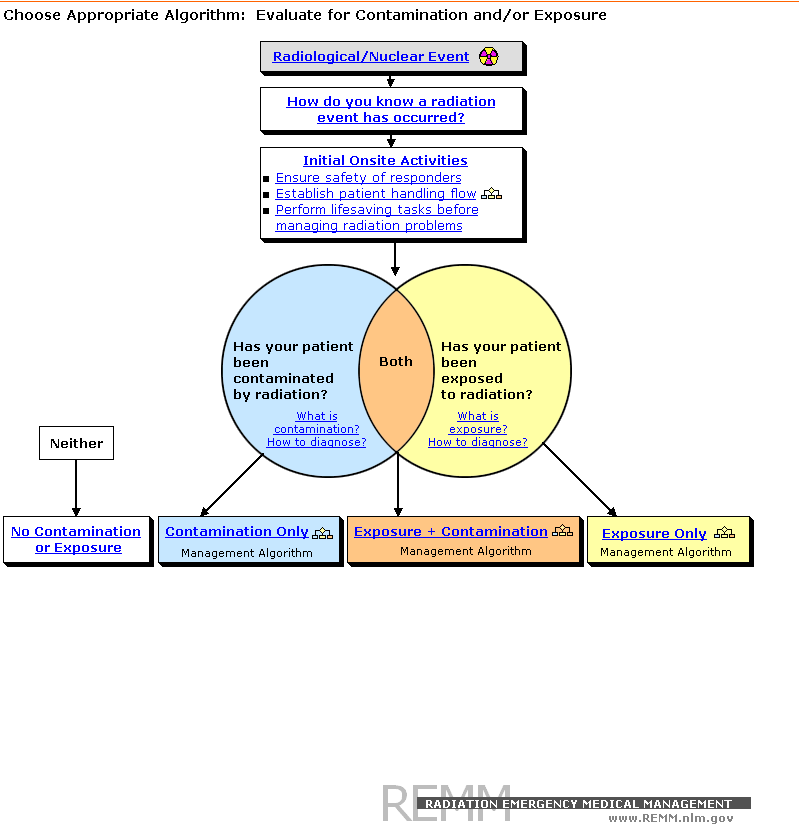 Choose Appropriate Algorithm:  Evaluate for Contamination and/or Exposure
Radiological/Nuclear Event
How do you know a radiation
event has occurred?
Initial Onsite Activities
Ensure safety of responders
Establish patient handling flow
Perform lifesaving tasks before
managing radiation problems
Has your patient
been
contaminated
by radiation?
What is
contamination?
How to diagnose?
Both
Has your patient
been
exposed
to radiation?
What is
exposure?
How to diagnose?
Neither
No Contamination
or Exposure
Contamination Only
Management Algorithm
Exposure + Contamination
Management Algorithm
Exposure Only
Management Algorithm
REMM
RADIATION EMERGENCY MEDICAL MANAGEMENT
www.REMM.nlm.gov